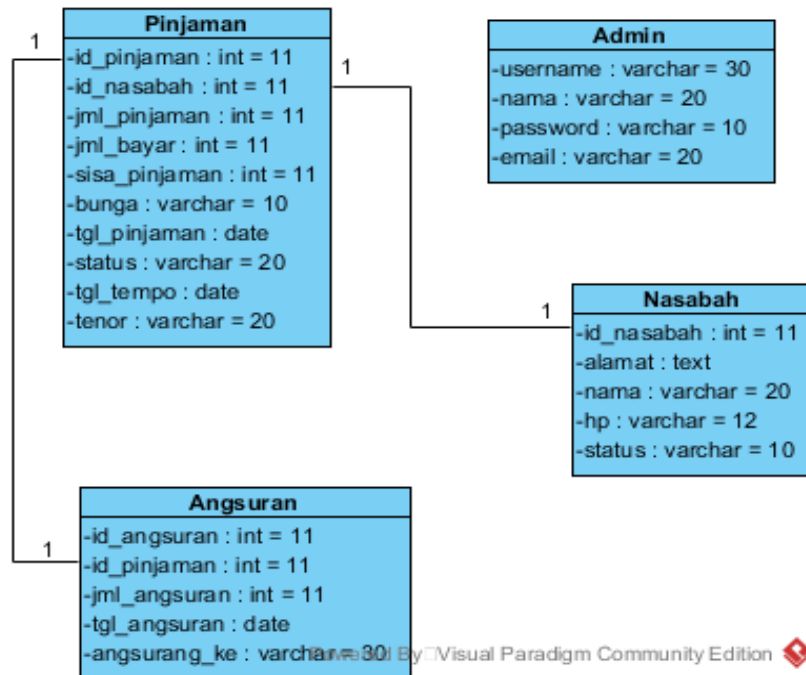 Pinjaman
-id_pinjaman : int = 11
-id_nasabah : int = 11
-jml_pinjaman : int = 11
-jml_bayar : int = 11
-sisa_pinjaman : int = 11
-bunga : varchar = 10
-tgl_pinjaman : date
-status : varchar = 20
-tgl_tempo : date
-tenor : varchar = 20
1
1
Admin
-username : varchar = 30
-nama : varchar = 20
-password : varchar = 10
-email : varchar = 20
1
Nasabah
-id_nasabah : int = 11
-alamat : text
-nama : varchar = 20
-hp : varchar = 12
-status : varchar = 10
1
Angsuran
-id_angsuran : int = 11
-id_pinjaman : int = 11
-jml_angsuran : int = 11
-tgl_angsuran : date
-angsurang_ke : varchar = 30
Powered By Visual Paradigm Community Edition